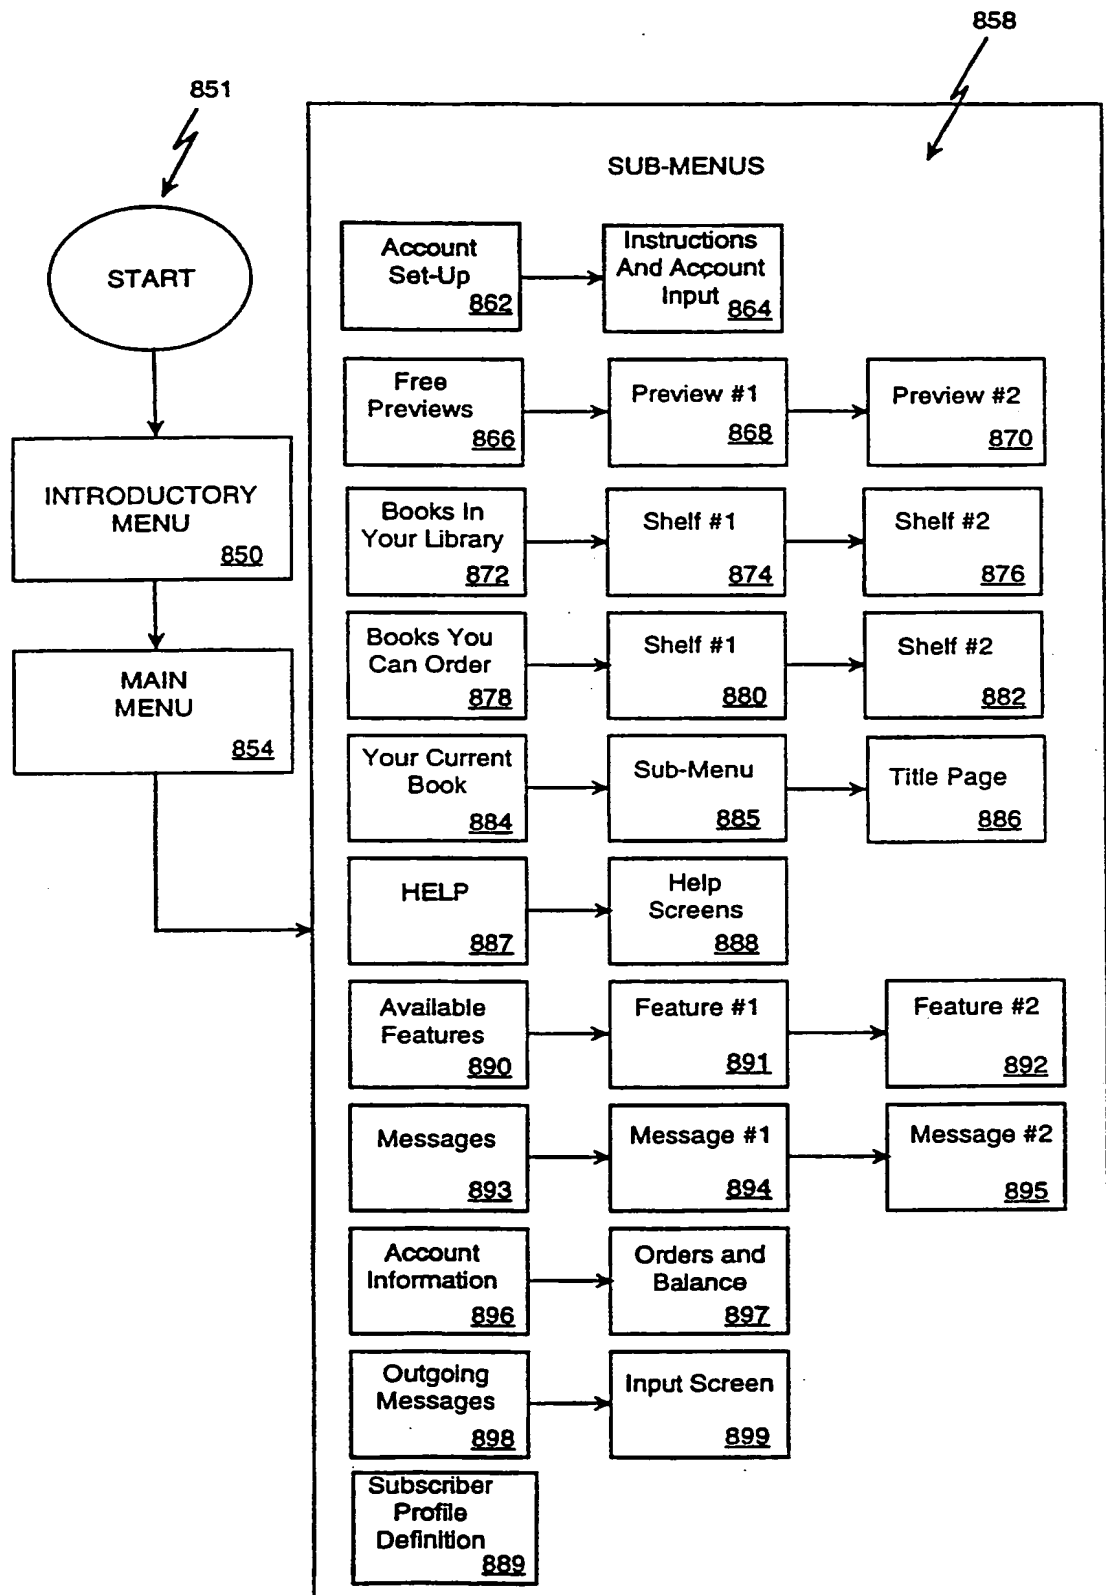 858
851
SUB-MENUS
START
INTRODUCTORY
MENU
850
MAIN
MENU
854
Account
Set-Up
862
Instructions
And Account
Input
864
Free
Previews
866
Preview #1
868
Preview #2
870
Books In
Your Library
872
Shelf #1
874
Shelf #2
876
Books You
Can Order
878
Shelf #1
880
Shelf #2
882
Your Current
Book
884
Sub-Menu
885
Title Page
886
HELP
887
Help
Screens
888
Available
Features
890
Feature #1
891
Feature #2
892
Messages
893
Message #1
894
Message #2
895
Account
Information
896
Orders and
Balance
897
Outgoing
Messages
898
Input Screen
899
Subscriber
Profile
Definition
889